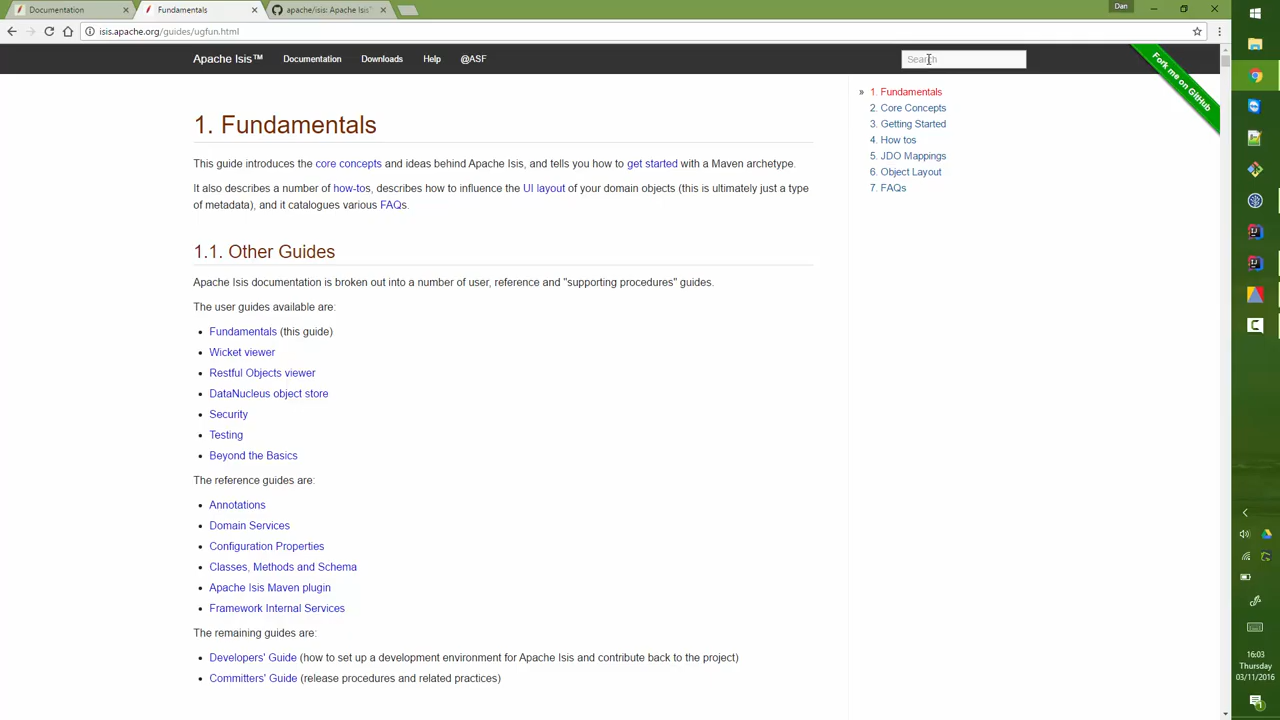 Documentation
Fundamentals
apache/isis: Apache Isis™
Dan
isis.apache.org/guides/ugfun.html
Apache Isis™ Documentation Downloads Help @ASF
Search
Fork me on GitHub
» 1. Fundamentals
2. Core Concepts
3. Getting Started
4. How tos
5. JDO Mappings
6. Object Layout
7. FAQs
1. Fundamentals
This guide introduces the core concepts and ideas behind Apache Isis, and tells you how to get started with a Maven archetype.
It also describes a number of how-tos, describes how to influence the UI layout of your domain objects (this is ultimately just a type
of metadata), and it catalogues various FAQs.
1.1. Other Guides
Apache Isis documentation is broken out into a number of user, reference and "supporting procedures" guides.
The user guides available are:
• Fundamentals (this guide)
• Wicket viewer
• Restful Objects viewer
• DataNucleus object store
• Security
• Testing
• Beyond the Basics
The reference guides are:
• Annotations
• Domain Services
• Configuration Properties
• Classes, Methods and Schema
• Apache Isis Maven plugin
• Framework Internal Services
The remaining guides are:
• Developers' Guide (how to set up a development environment for Apache Isis and contribute back to the project)
• Committers' Guide (release procedures and related practices)
16:03
Thursday
03/11/2016
1